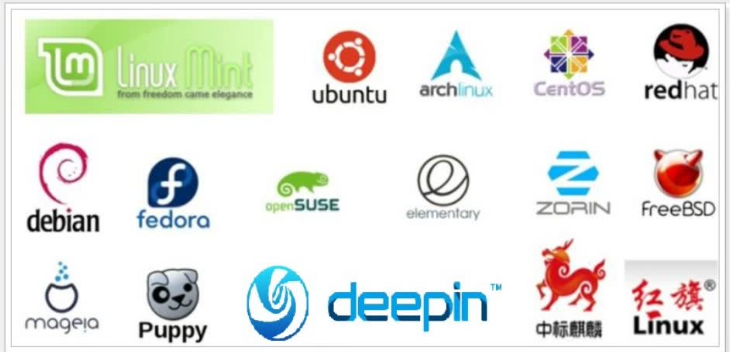 lm Linux Mint
from freedom came elegance
ubuntu
archlinux
CentOS
redhat
debian
fedora
openSUSE
elementary
ZORIN
FreeBSD
mageia
Puppy
deepin™
中标麒麟
红旗®
Linux